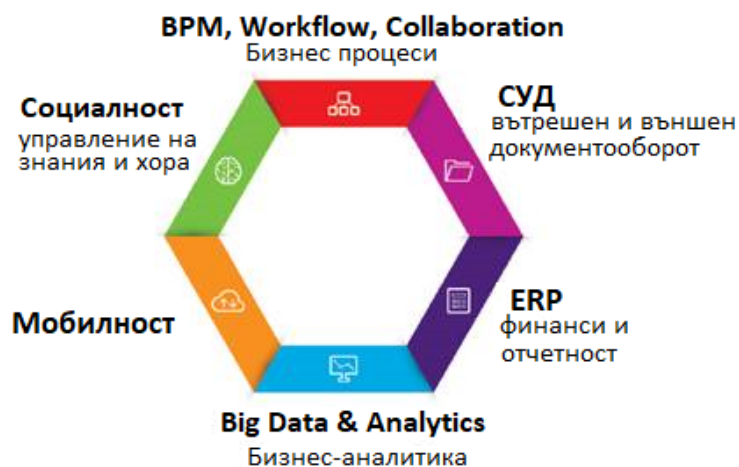 BPM, Workflow, Collaboration
Бизнес процеси
Социалност
управление на
знания и хора
СУД
вътрешен и външен
документооборот
Мобилност
ERP
финанси и
отчетност
Big Data & Analytics
Бизнес-аналитика